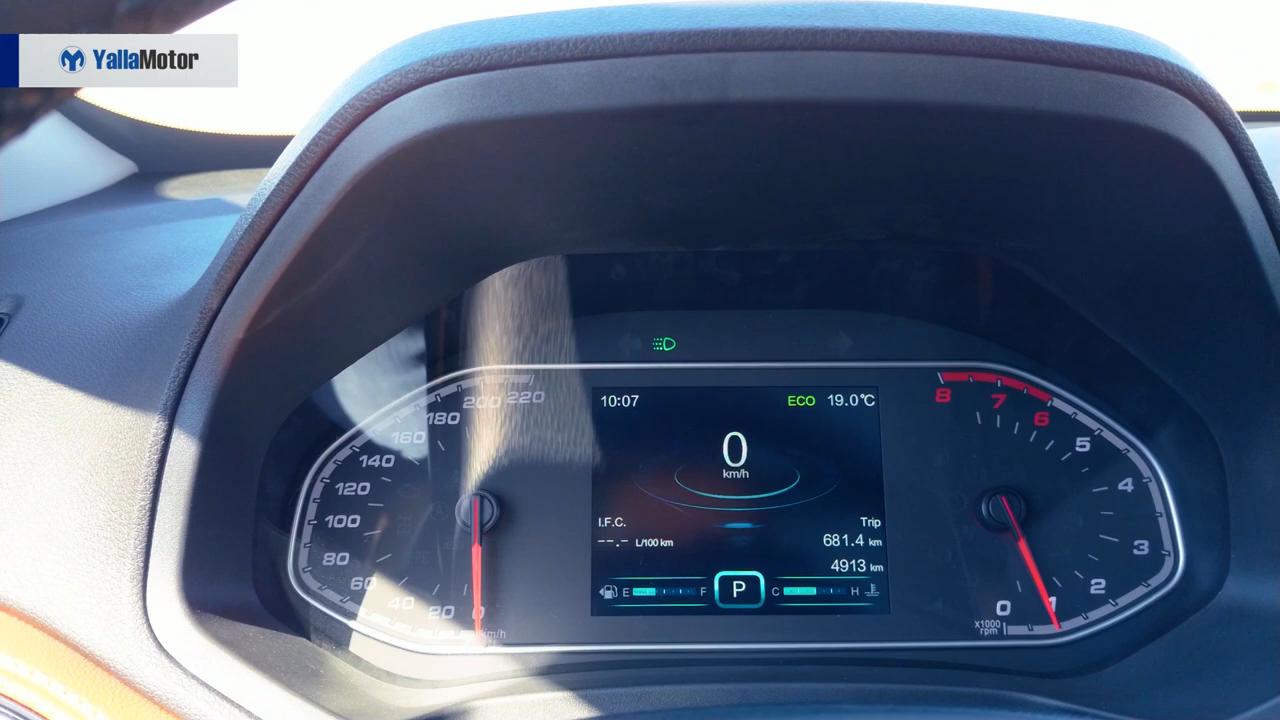 YallaMotor
10:07
ECO 19.0℃
0
km/h
I.F.C.
--.- L/100 km
Trip
681.4 km
4913 km
E F
P
C H
0 20 40 60 80 100 120 140 160 180 200 220
km/h
0 1 2 3 4 5 6 7 8
X1000
rpm